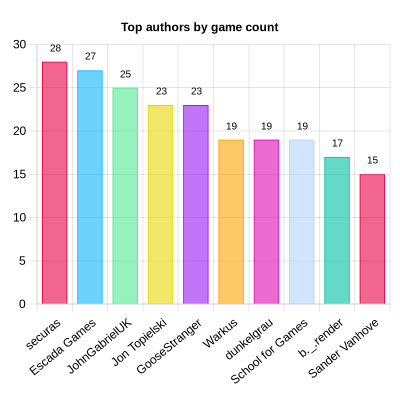 Top authors by game count
30
25
20
15
10
5
0
28
27
25
23
23
19
19
19
17
15
securas
Escada Games
JohnGabrielUK
Jon Topielski
GooseStranger
Warkus
dunkelgrau
School for Games
b._.render
Sander Vanhove